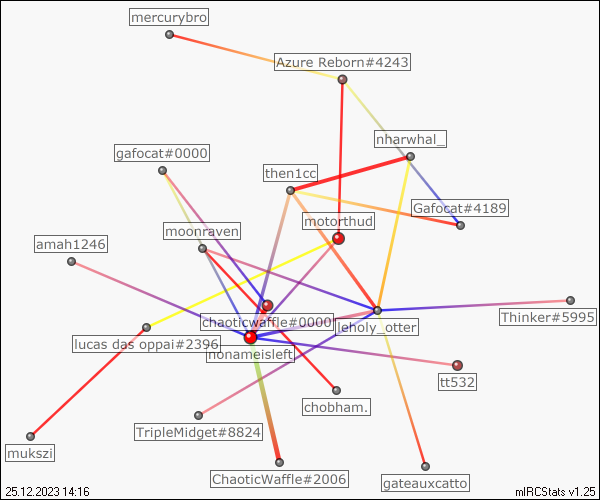 mercurybro
Azure Reborn#4243
nharwhal_
gafocat#0000
then1cc
Gafocat#4189
motorthud
moonraven
amah1246
chaoticwaffle#0000
jeholy_otter
Thinker#5995
lucas das oppai#2396
nonameisleft
tt532
chobham.
TripleMidget#8824
mukszi
ChaoticWaffle#2006
gateauxcatto
25.12.2023 14:16
mIRCStats v1.25